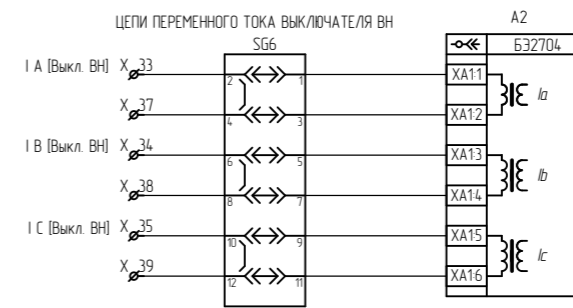 ЦЕПИ ПЕРЕМЕННОГО ТОКА ВЫКЛЮЧАТЕЛЯ ВН
SG6
A2
БЭ2704
I A [Выкл. ВН] X 33 2 1 XA1:1
Ia
X 37 4 3 XA1:2
I B [Выкл. ВН] X 34 6 5 XA1:3
Ib
X 38 8 7 XA1:4
I C [Выкл. ВН] X 35 10 9 XA1:5
Ic
X 39 12 11 XA1:6